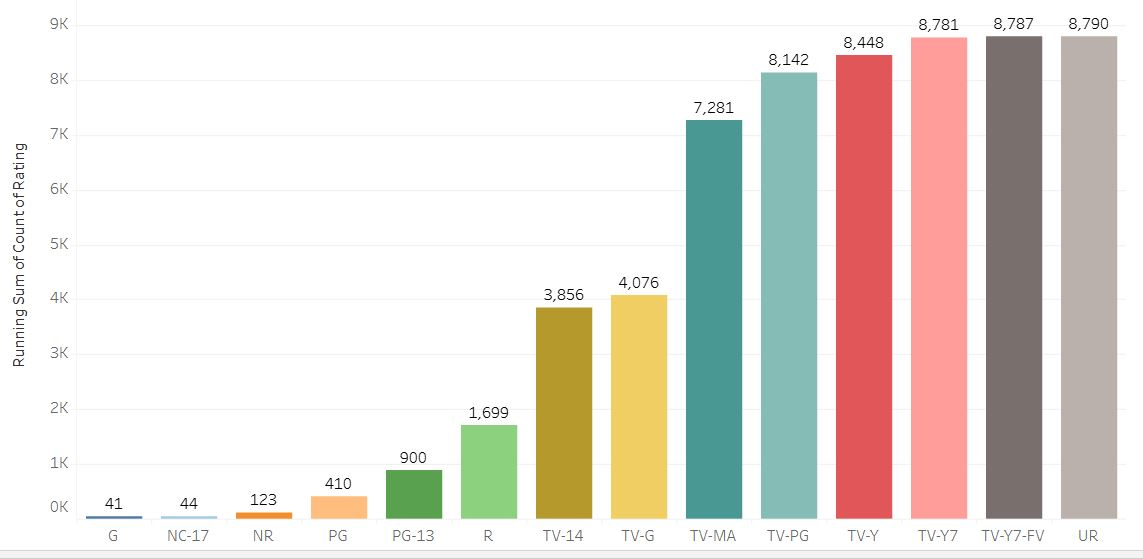 Running Sum of Count of Rating
9K
8K
7K
6K
5K
4K
3K
2K
1K
0K
41
44
123
410
900
1,699
3,856
4,076
7,281
8,142
8,448
8,781
8,787
8,790
G
NC-17
NR
PG
PG-13
R
TV-14
TV-G
TV-MA
TV-PG
TV-Y
TV-Y7
TV-Y7-FV
UR